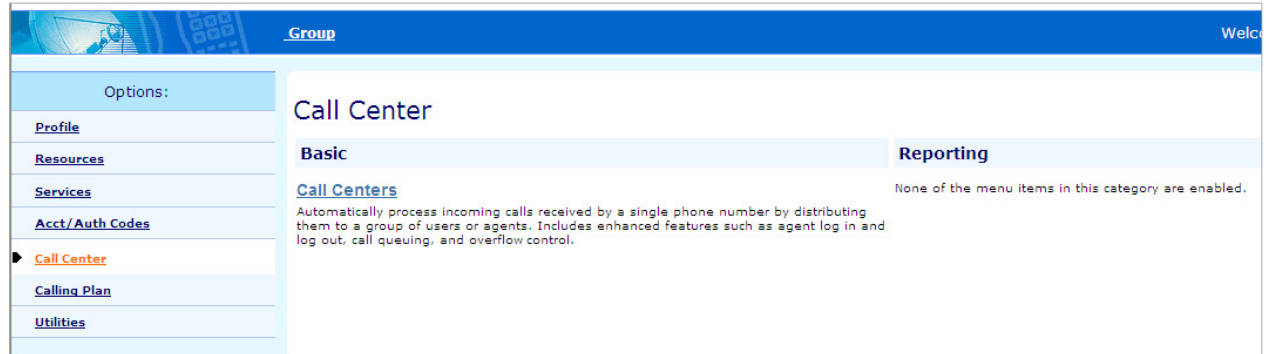 Group
Options:
Profile
Resources
Services
Acct/Auth Codes
Call Center
Calling Plan
Utilities
Call Center
Basic
Call Centers
Automatically process incoming calls received by a single phone number by distributing
them to a group of users or agents. Includes enhanced features such as agent log in and
log out, call queuing, and overflow control.
Reporting
None of the menu items in this category are enabled.